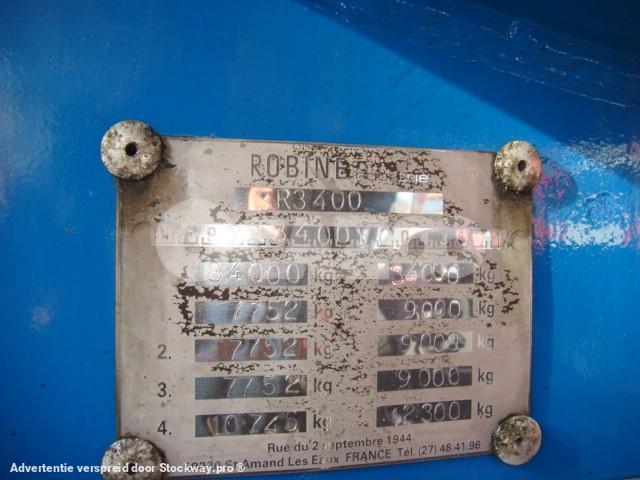 ROBINE
R3400
34000 kg 34000 kg
7752 kg 9000 kg
2. 7752 kg 9000 kg
3. 7752 kg 9000 kg
4. kg kg
Rue du 2 septembre 1944
St Amand Les Eaux FRANCE Tél. (27) 48.41.96
Advertentie verspreid door Stockway.pro®